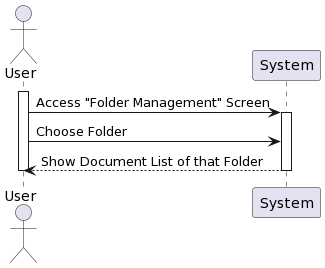 User
System
Access "Folder Management" Screen
Choose Folder
Show Document List of that Folder
User
System